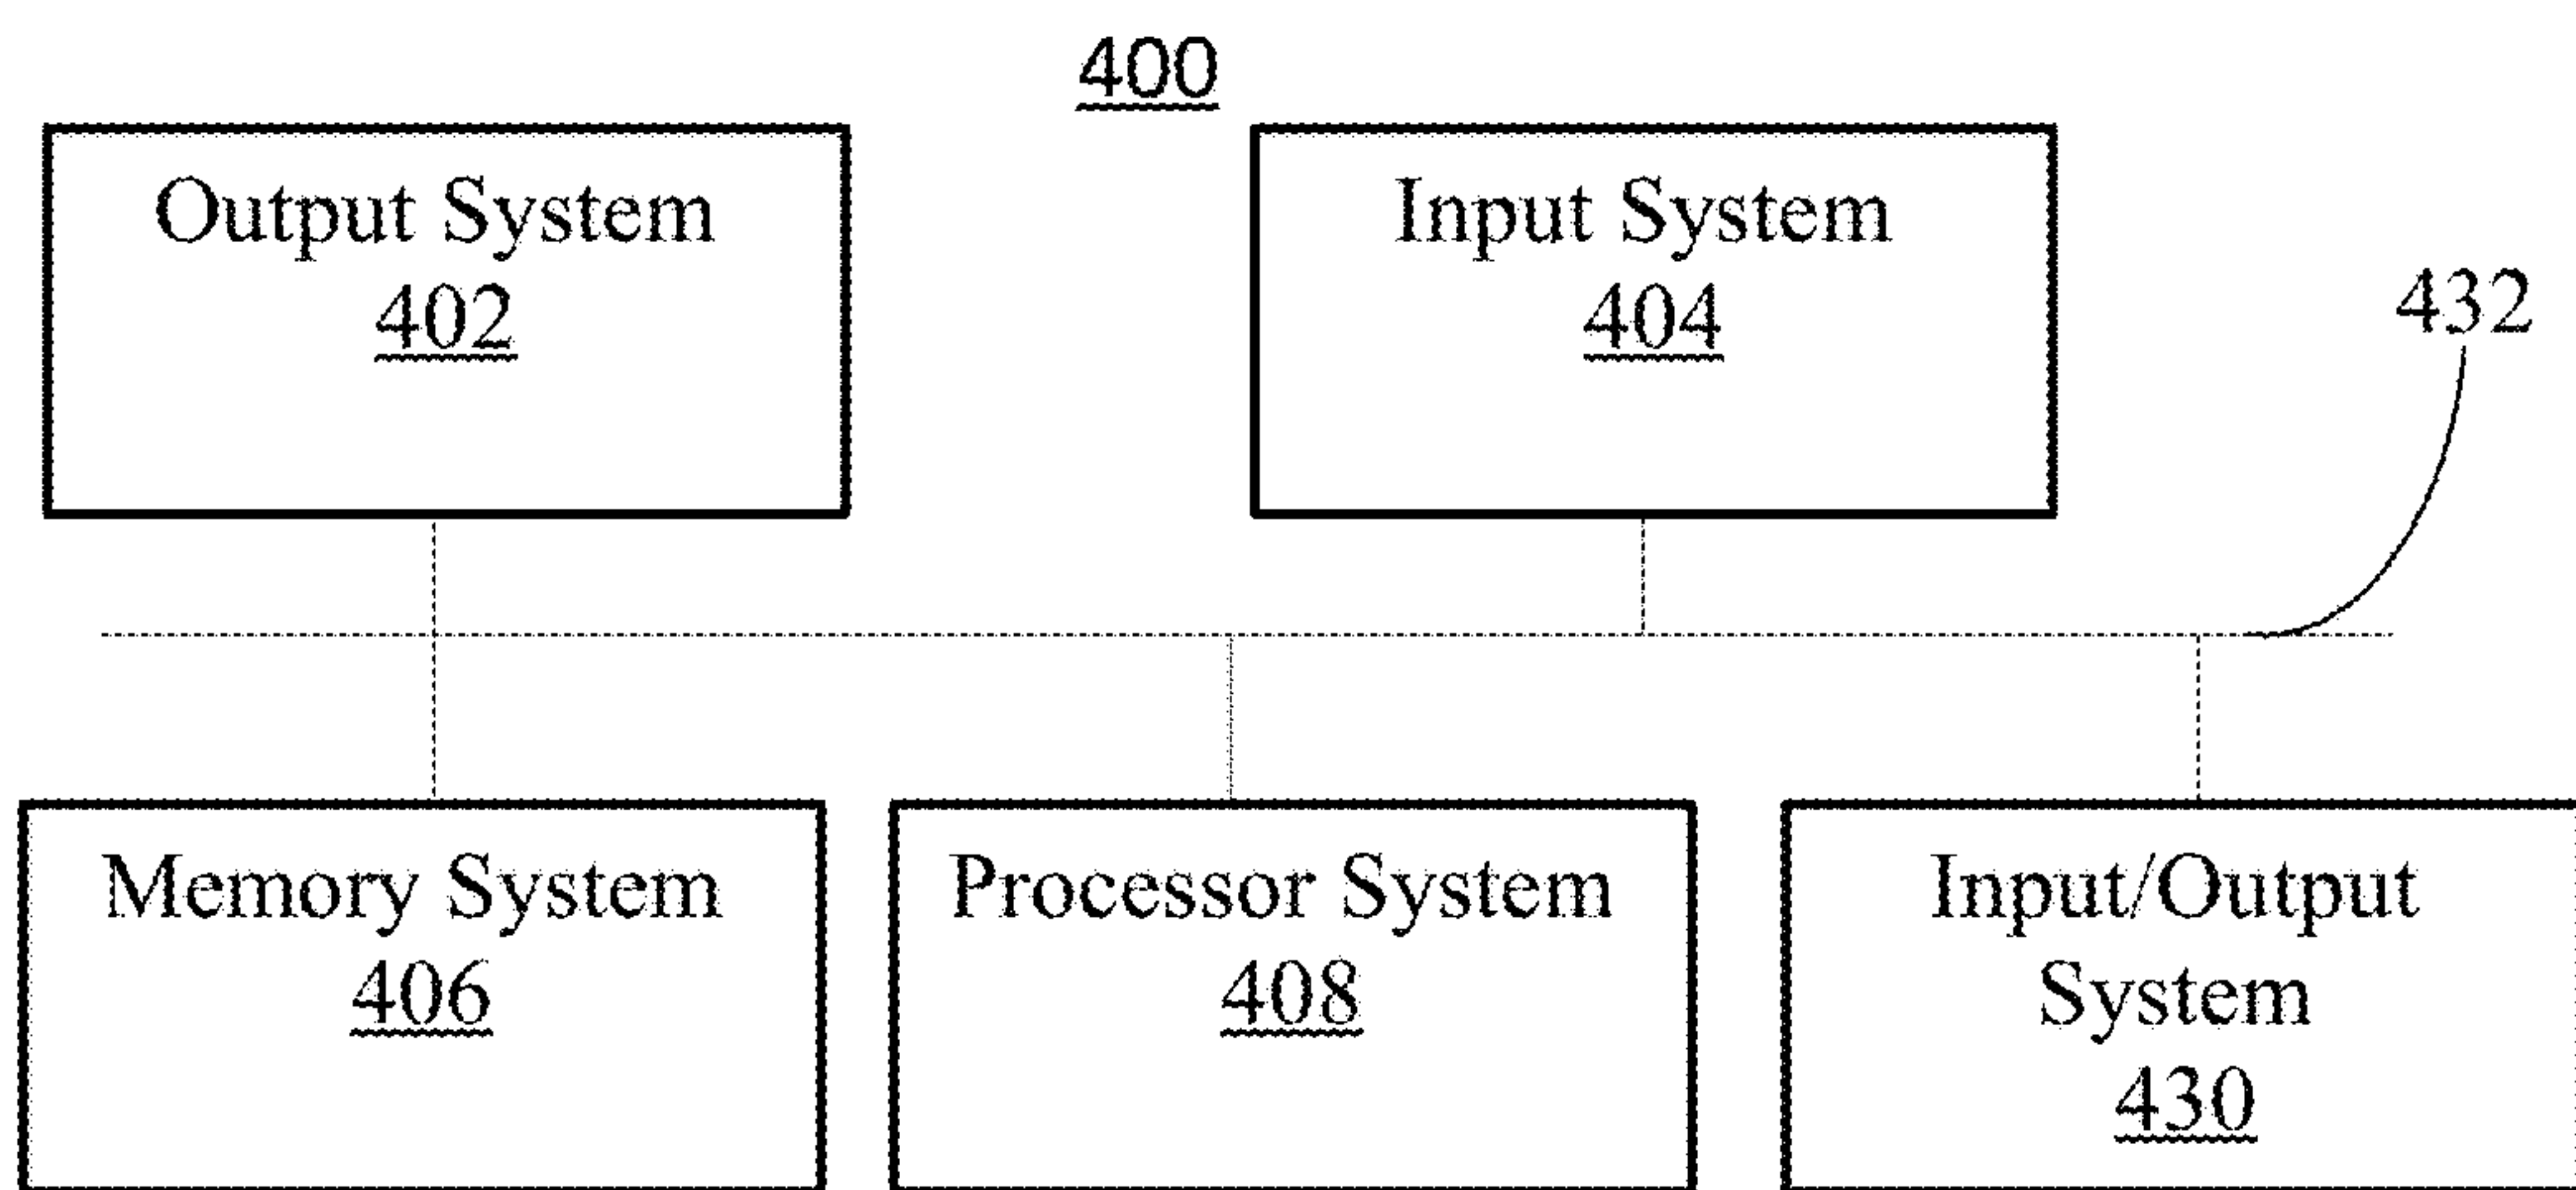 400
Output System
402
Input System
404
432
Memory System
406
Processor System
408
Input/Output
System
430